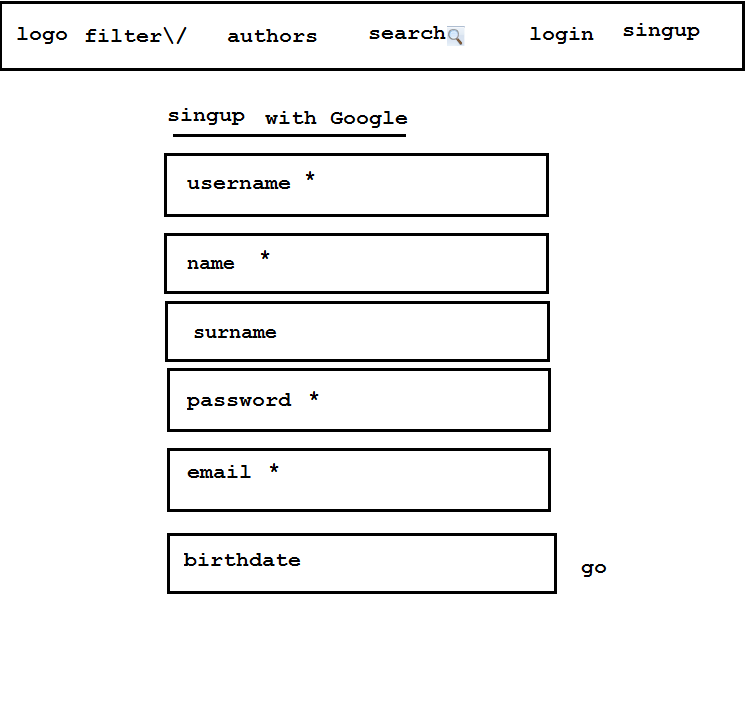 logo filter\/ authors search login singup
singup with Google
username *
name *
surname
password *
email *
birthdate
go